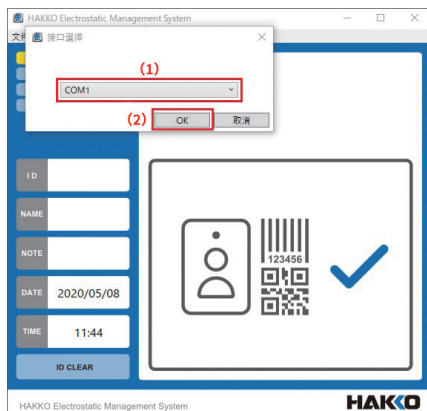 HAKKO Electrostatic Management System
文件
接口選擇
(1)
COM1
(2)
OK
取消
ID
NAME
NOTE
DATE
2020/05/08
TIME
11:44
ID CLEAR
123456
HAKKO Electrostatic Management System
HAKKO